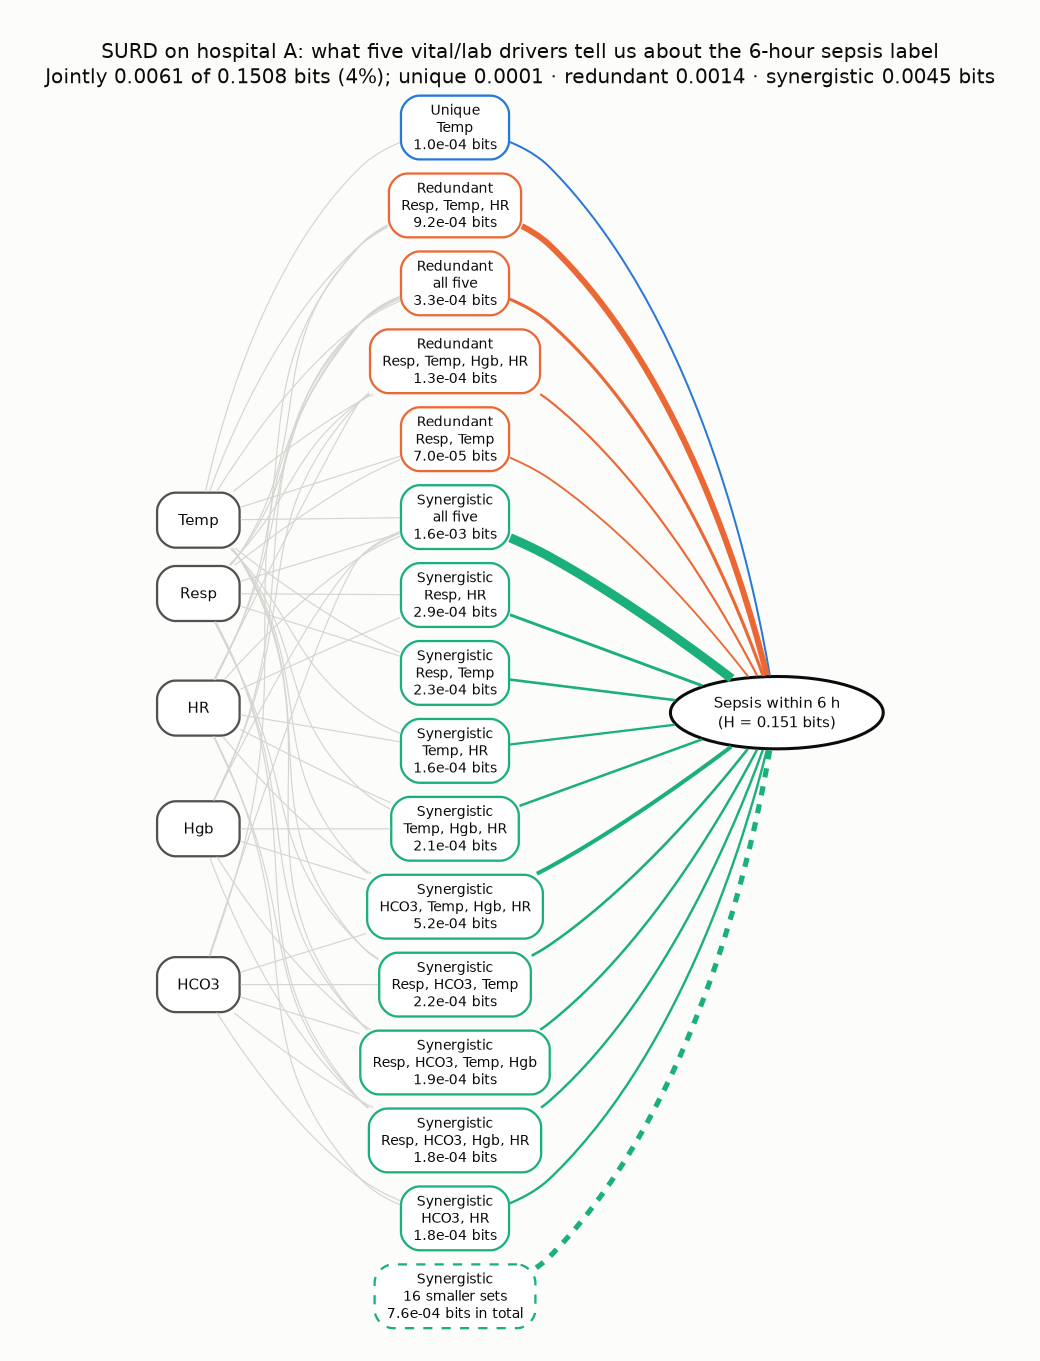 SURD on hospital A: what five vital/lab drivers tell us about the 6-hour sepsis label
Jointly 0.0061 of 0.1508 bits (4%); unique 0.0001 · redundant 0.0014 · synergistic 0.0045 bits
Unique
Temp
1.0e-04 bits
Redundant
Resp, Temp, HR
9.2e-04 bits
Redundant
all five
3.3e-04 bits
Redundant
Resp, Temp, Hgb, HR
1.3e-04 bits
Redundant
Resp, Temp
7.0e-05 bits
Synergistic
all five
1.6e-03 bits
Synergistic
Resp, HR
2.9e-04 bits
Synergistic
Resp, Temp
2.3e-04 bits
Synergistic
Temp, HR
1.6e-04 bits
Synergistic
Temp, Hgb, HR
2.1e-04 bits
Synergistic
HCO3, Temp, Hgb, HR
5.2e-04 bits
Synergistic
Resp, HCO3, Temp
2.2e-04 bits
Synergistic
Resp, HCO3, Temp, Hgb
1.9e-04 bits
Synergistic
Resp, HCO3, Hgb, HR
1.8e-04 bits
Synergistic
HCO3, HR
1.8e-04 bits
Synergistic
16 smaller sets
7.6e-04 bits in total
Temp
Resp
HR
Hgb
HCO3
Sepsis within 6 h
(H = 0.151 bits)